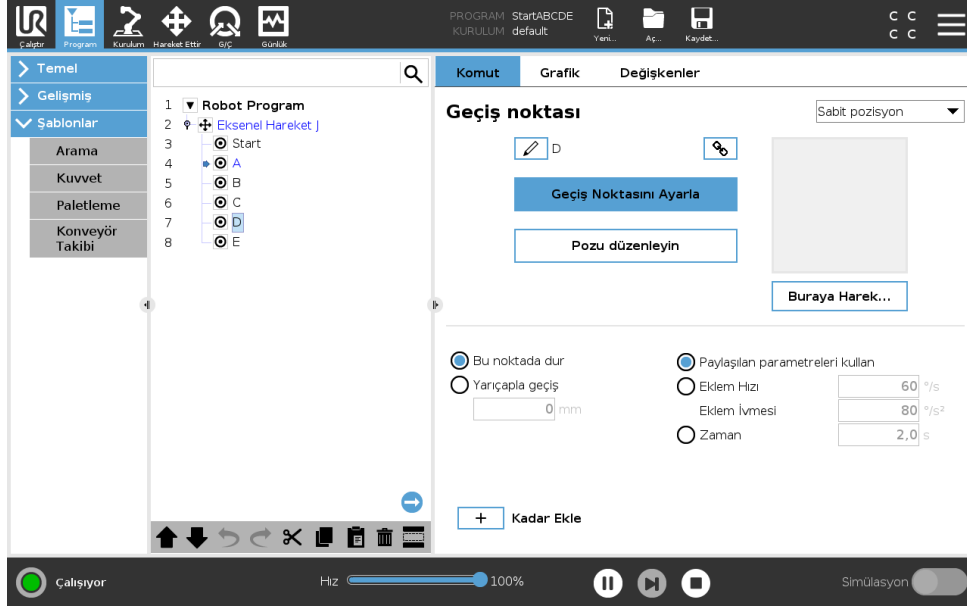 PROGRAM StartABCDE
KURULUM default
Çalıştır Program Kurulum Hareket Ettir G/Ç Günlük Yeni... Aç... Kaydet...
C C
C C
Temel
Gelişmiş
Şablonlar
Arama
Kuvvet
Paletleme
Konveyör
Takibi
1 Robot Program
2 Eksenel Hareket J
3 Start
4 A
5 B
6 C
7 D
8 E
Komut Grafik Değişkenler
Geçiş noktası Sabit pozisyon
D
Geçiş Noktasını Ayarla
Pozu düzenleyin
Buraya Harek...
Bu noktada dur Paylaşılan parametreleri kullan
Yarıçapla geçiş Eklem Hızı 60 °/s
0 mm Eklem İvmesi 80 °/s²
Zaman 2,0 s
+ Kadar Ekle
Çalışıyor Hız 100% Simülasyon